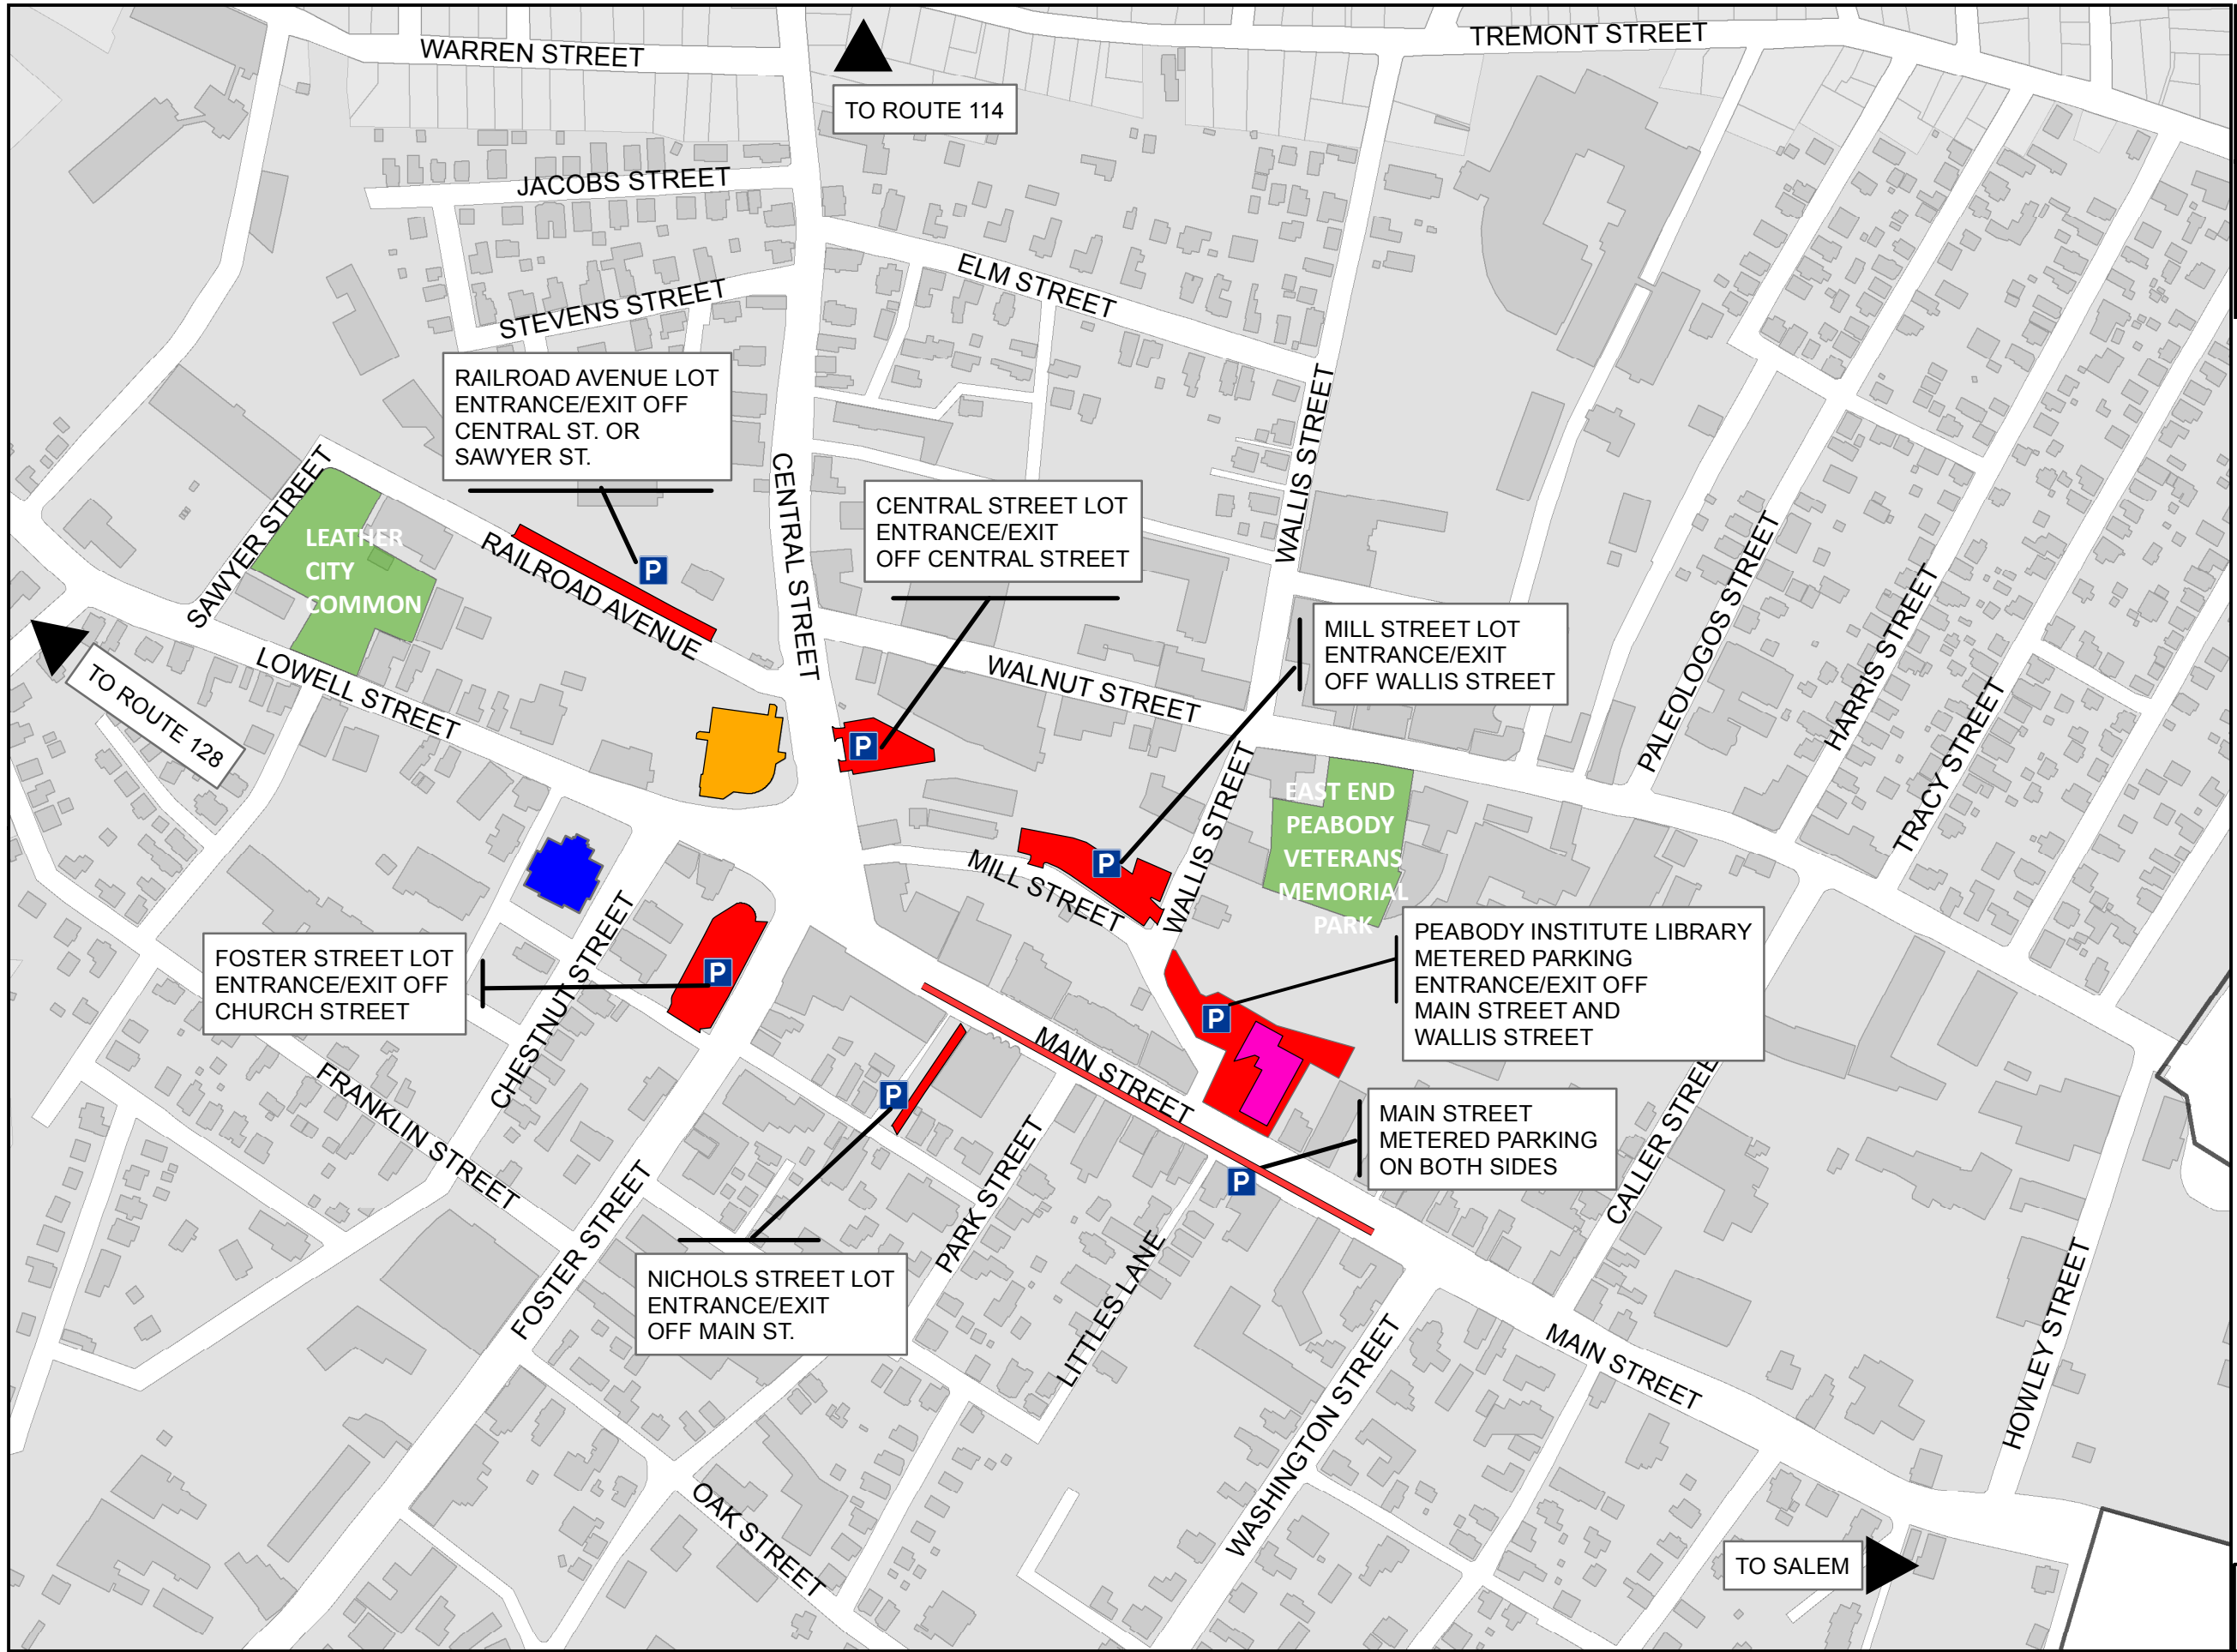 WARREN STREET
TREMONT STREET
TO ROUTE 114
JACOBS STREET
ELM STREET
STEVENS STREET
RAILROAD AVENUE LOT
ENTRANCE/EXIT OFF
CENTRAL ST. OR
SAWYER ST.
WALLIS STREET
CENTRAL STREET
CENTRAL STREET LOT
ENTRANCE/EXIT
OFF CENTRAL STREET
SAWYER STREET
LEATHER
CITY
COMMON
RAILROAD AVENUE
P
PALEOLOGOS STREET
HARRIS STREET
MILL STREET LOT
ENTRANCE/EXIT
OFF WALLIS STREET
LOWELL STREET
TO ROUTE 128
WALNUT STREET
TRACY STREET
P
WALLIS STREET
EAST END
PEABODY
VETERANS
MEMORIAL
PARK
MILL STREET
P
FOSTER STREET LOT
ENTRANCE/EXIT OFF
CHURCH STREET
CHESTNUT STREET
P
PEABODY INSTITUTE LIBRARY
METERED PARKING
ENTRANCE/EXIT OFF
MAIN STREET AND
WALLIS STREET
P
MAIN STREET
FRANKLIN STREET
P
MAIN STREET
METERED PARKING
ON BOTH SIDES
P
CALLER STREE
PARK STREET
FOSTER STREET
NICHOLS STREET LOT
ENTRANCE/EXIT
OFF MAIN ST.
LITTLES LANE
WASHINGTON STREET
MAIN STREET
HOWLEY STREET
OAK STREET
TO SALEM